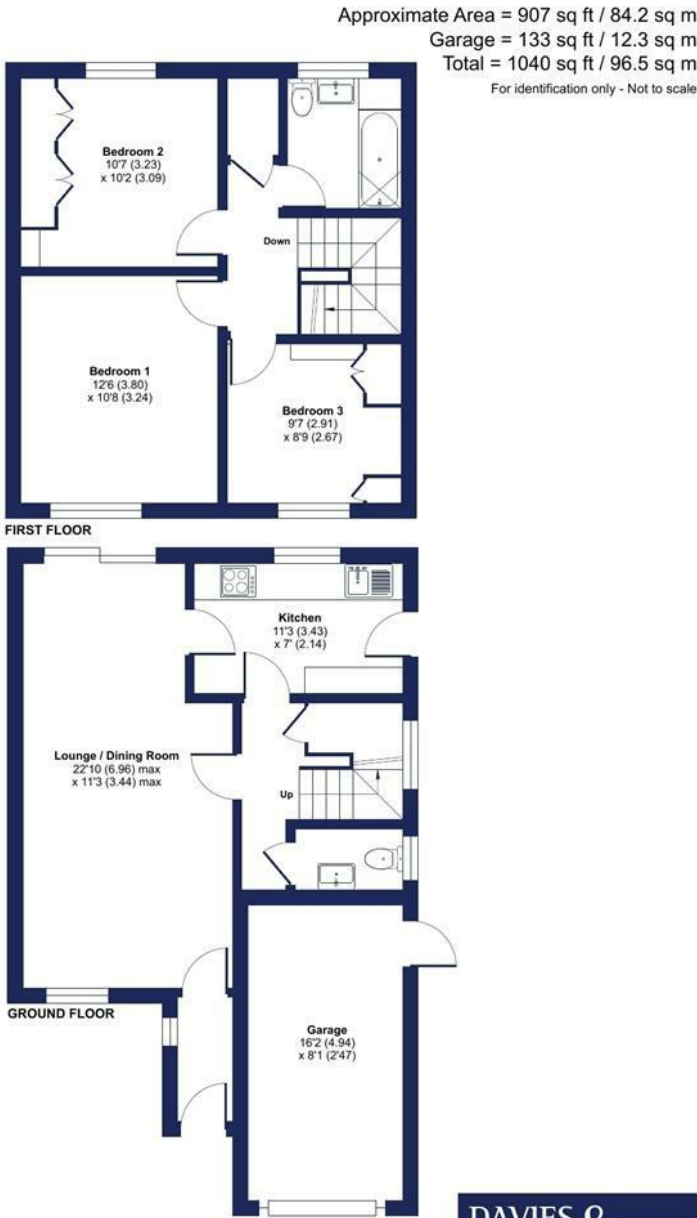 Approximate Area = 907 sq ft / 84.2 sq m
Garage = 133 sq ft / 12.3 sq m
Total = 1040 sq ft / 96.5 sq m
For identification only - Not to scale
Bedroom 2
10'7 (3.23)
x 10'2 (3.09)
Down
Bedroom 1
12'6 (3.80)
x 10'8 (3.24)
Bedroom 3
9'7 (2.91)
x 8'9 (2.67)
FIRST FLOOR
Kitchen
11'3 (3.43)
x 7' (2.14)
Lounge / Dining Room
22'10 (6.96) max
x 11'3 (3.44) max
Up
GROUND FLOOR
Garage
16'2 (4.94)
x 8'1 (2'47)
DAVIES &